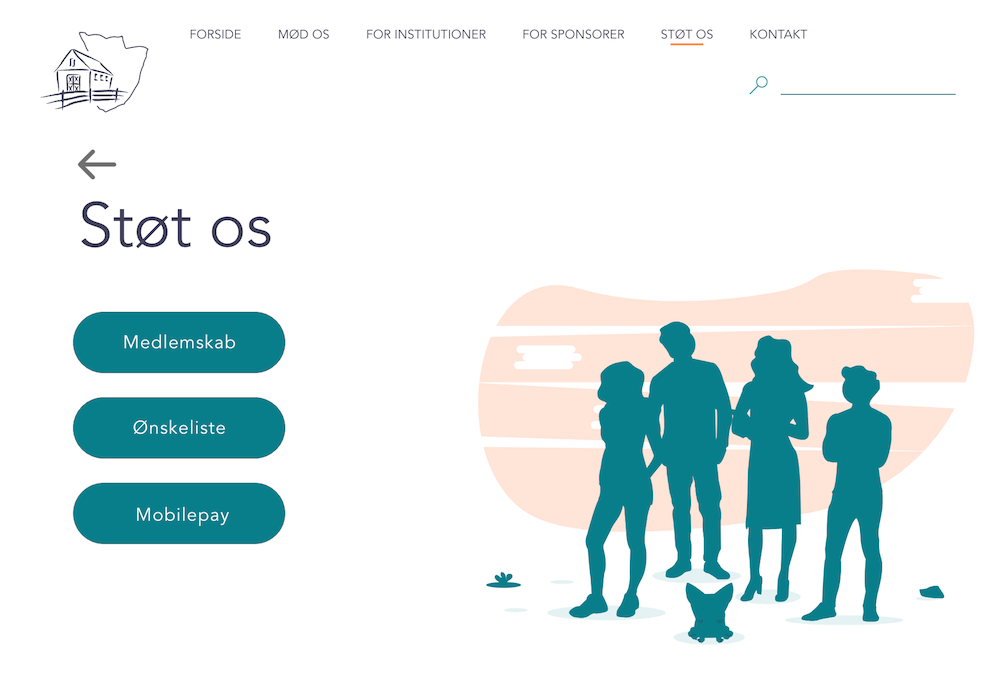 FORSIDE MØD OS FOR INSTITUTIONER FOR SPONSORER STØT OS KONTAKT
Støt os
Medlemskab
Ønskeliste
Mobilepay